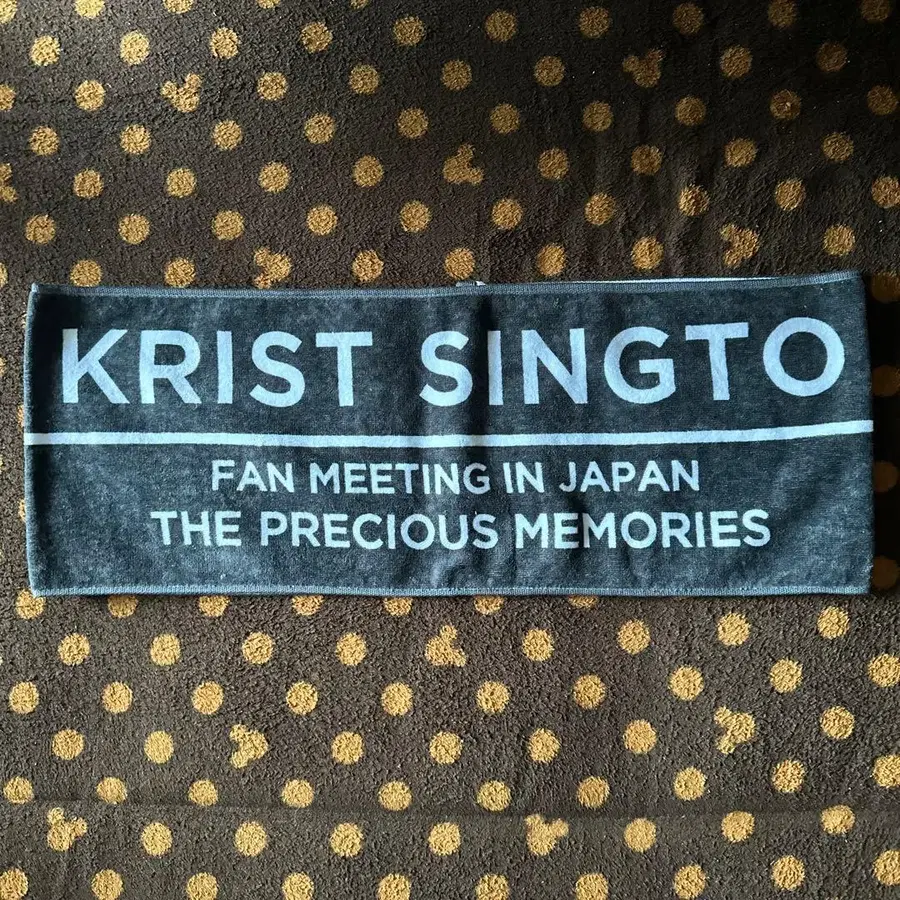 KRIST SINGTO
FAN MEETING IN JAPAN
THE PRECIOUS MEMORIES